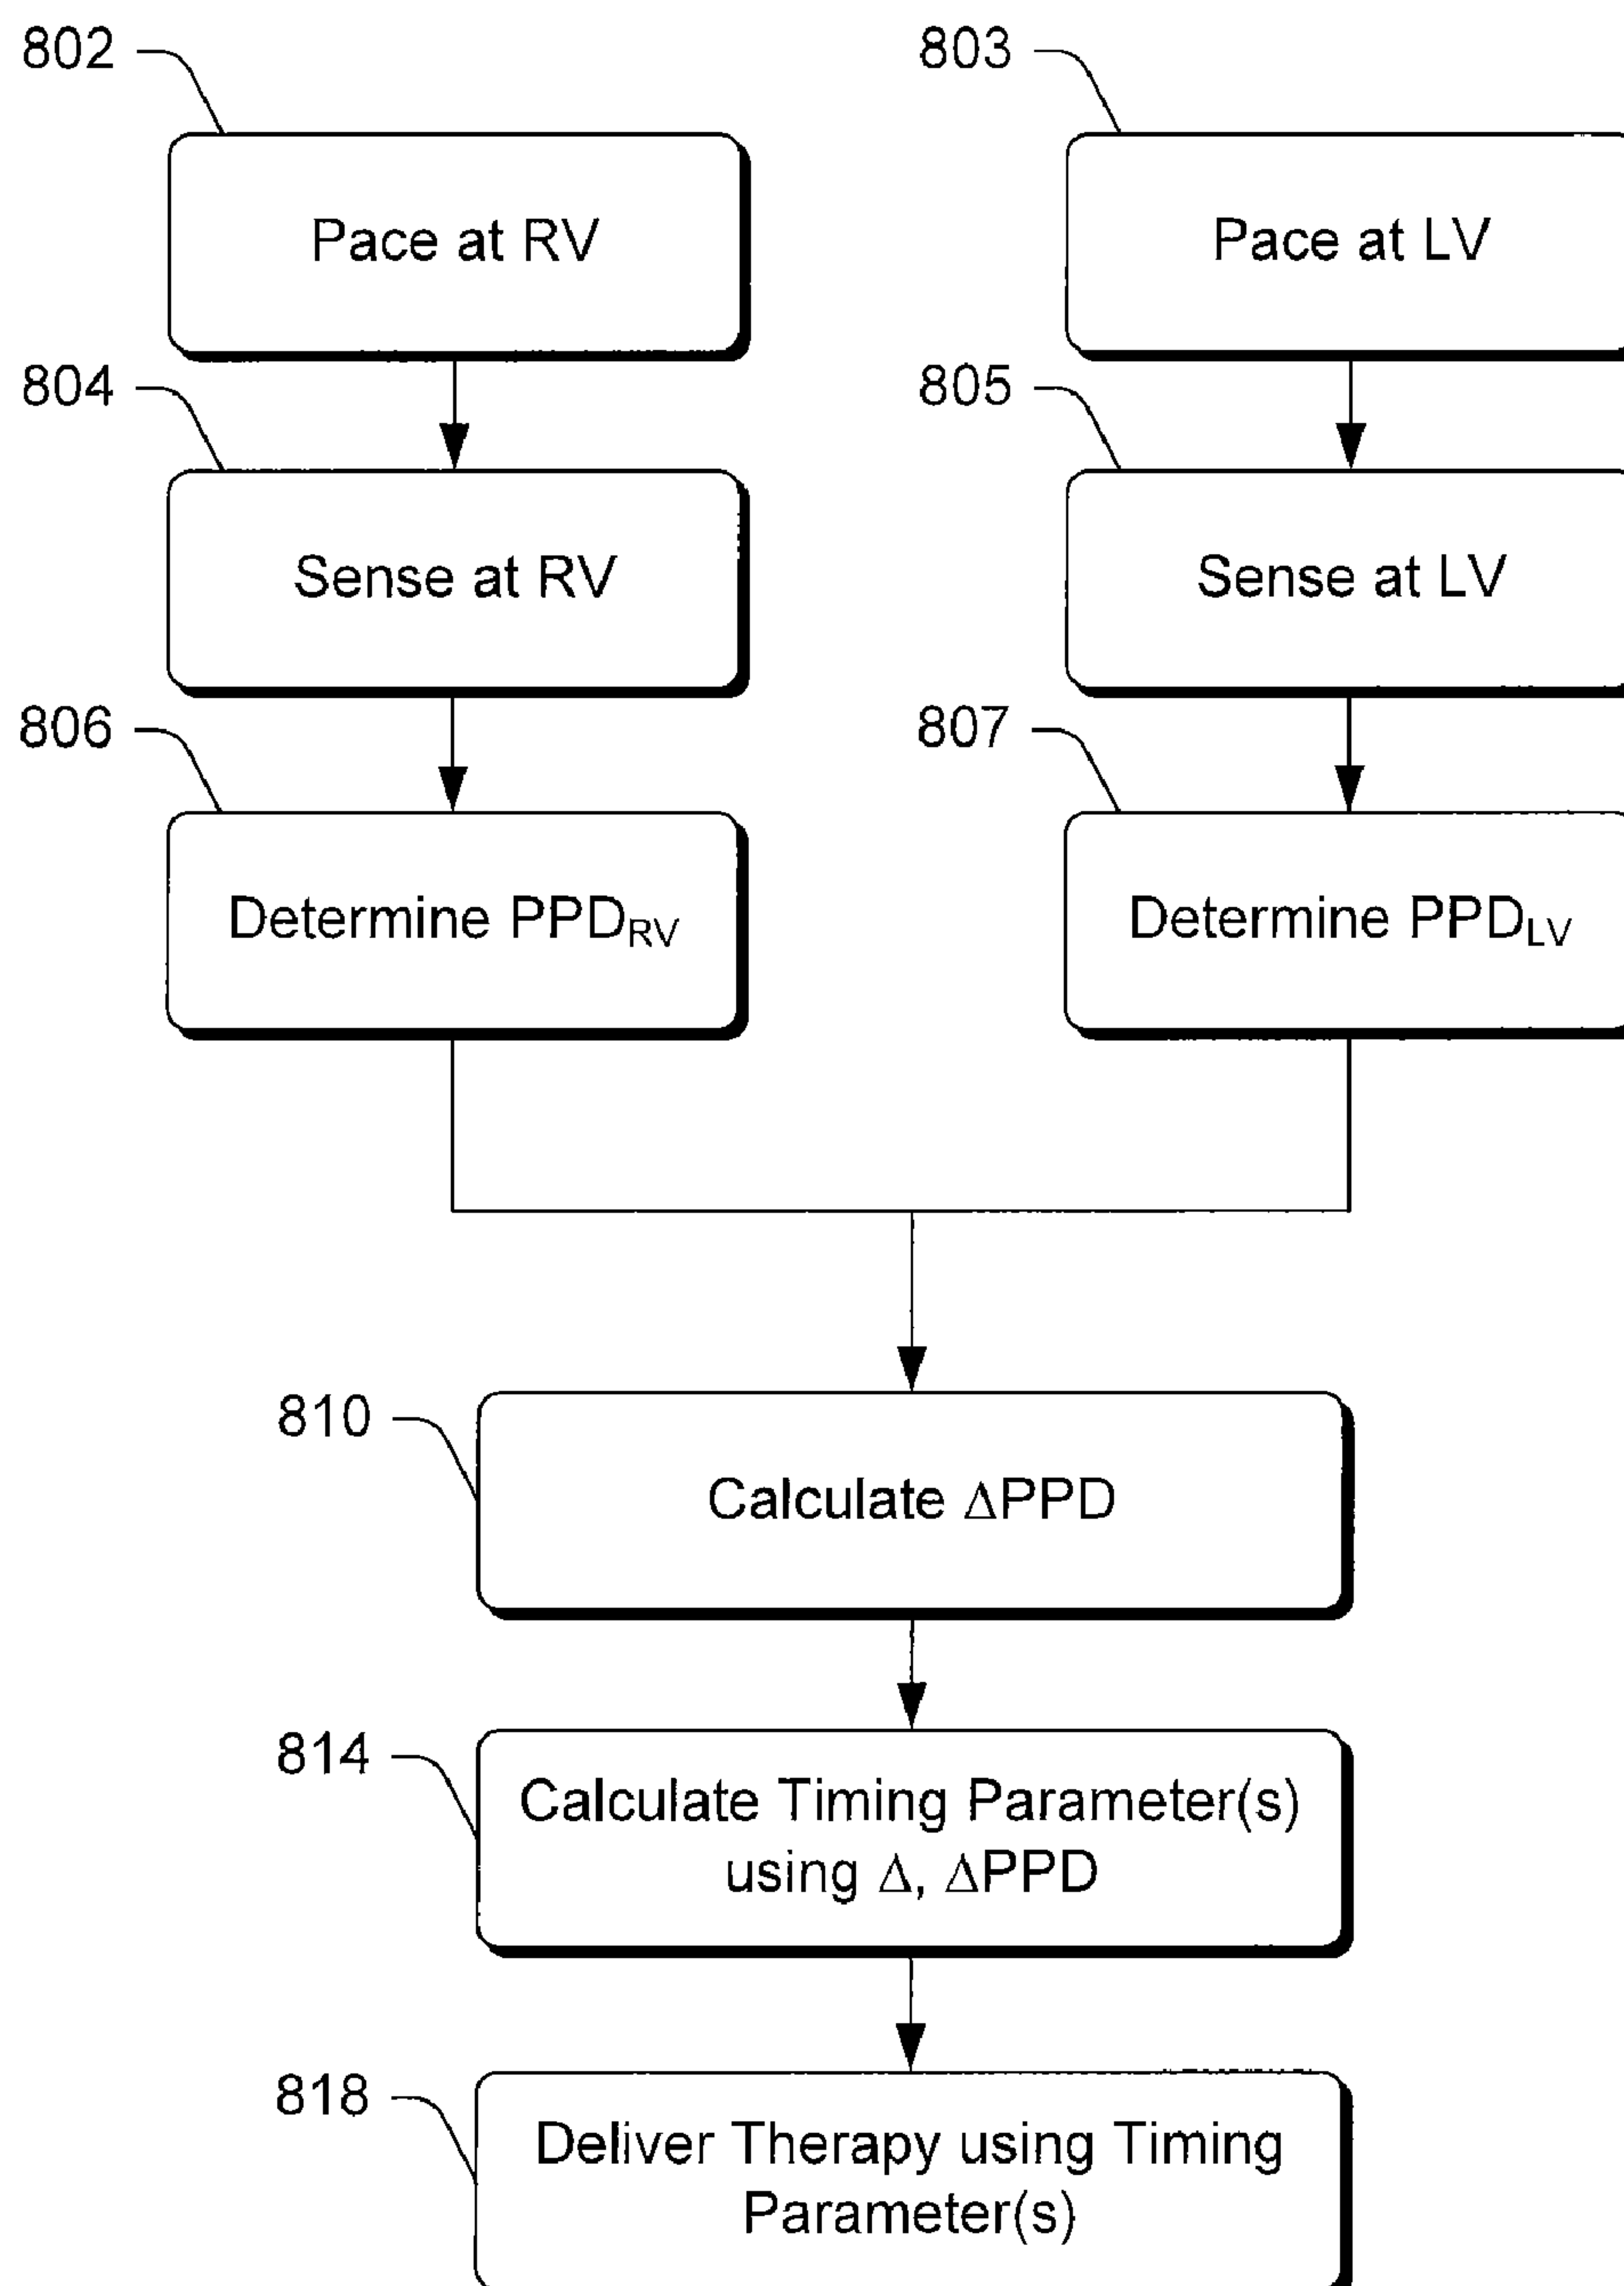 802
803
Pace at RV
Pace at LV
804
805
Sense at RV
Sense at LV
806
807
Determine PPDRV
Determine PPDLV
810
Calculate ΔPPD
814
Calculate Timing Parameter(s)
using Δ, ΔPPD
818
Deliver Therapy using Timing
Parameter(s)